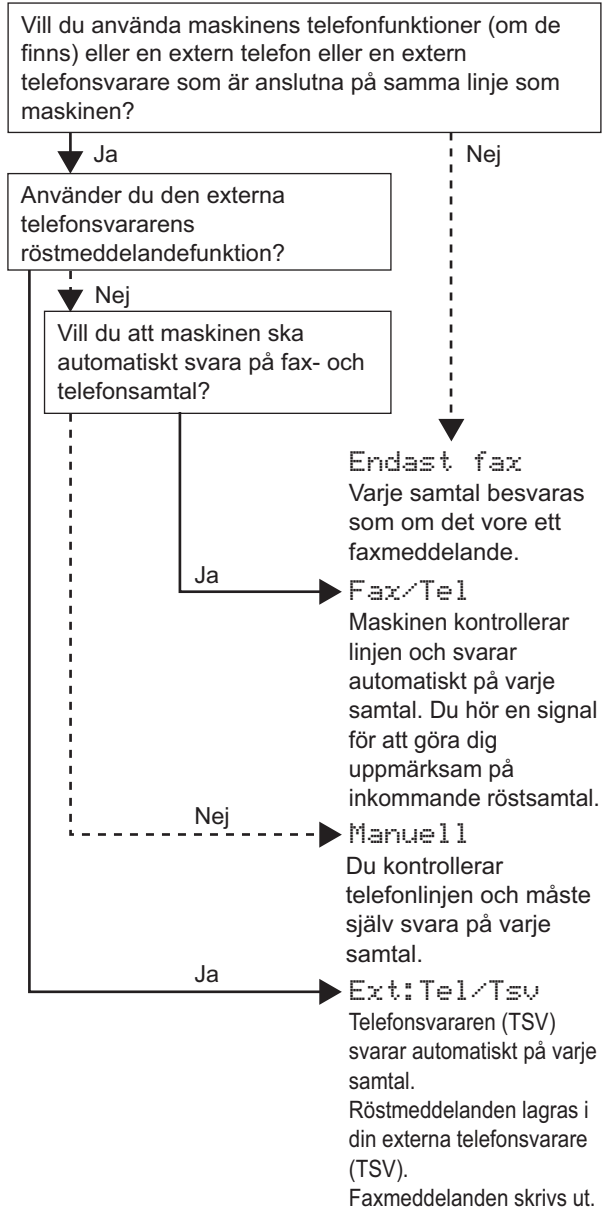 Vill du använda maskinens telefonfunktioner (om de
finns) eller en extern telefon eller en extern
telefonsvarare som är anslutna på samma linje som
maskinen?
Ja
Nej
Använder du den externa
telefonsvararens
röstmeddelandefunktion?
Nej
Vill du att maskinen ska
automatiskt svara på fax- och
telefonsamtal?
Endast fax
Varje samtal besvaras
som om det vore ett
faxmeddelande.
Ja
Fax/Tel
Maskinen kontrollerar
linjen och svarar
automatiskt på varje
samtal. Du hör en signal
för att göra dig
uppmärksam på
inkommande röstsamtal.
Nej
Manuell
Du kontrollerar
telefonlinjen och måste
själv svara på varje
samtal.
Ja
Ext:Tel/Tsv
Telefonsvararen (TSV)
svarar automatiskt på varje
samtal.
Röstmeddelanden lagras i
din externa telefonsvarare
(TSV).
Faxmeddelanden skrivs ut.